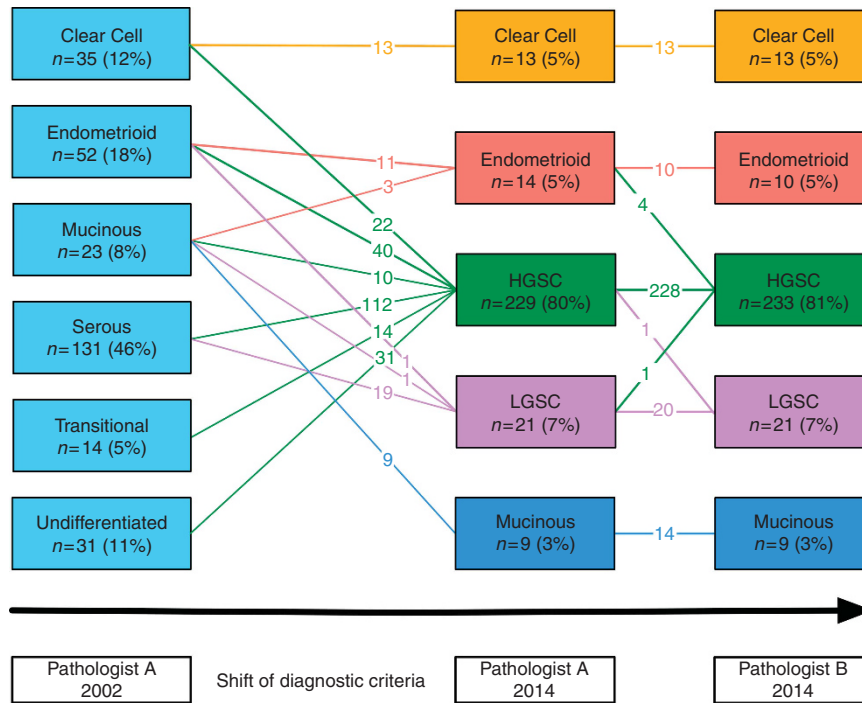 Clear Cell
n=35 (12%)
13
Clear Cell
n=13 (5%)
13
Clear Cell
n=13 (5%)
Endometrioid
n=52 (18%)
11
3
Endometrioid
n=14 (5%)
10
4
Endometrioid
n=10 (5%)
Mucinous
n=23 (8%)
22
40
10
112
14
31
HGSC
n=229 (80%)
228
1
1
HGSC
n=233 (81%)
Serous
n=131 (46%)
1
1
19
LGSC
n=21 (7%)
20
LGSC
n=21 (7%)
Transitional
n=14 (5%)
9
Undifferentiated
n=31 (11%)
Mucinous
n=9 (3%)
14
Mucinous
n=9 (3%)
Pathologist A
2002
Shift of diagnostic criteria
Pathologist A
2014
Pathologist B
2014